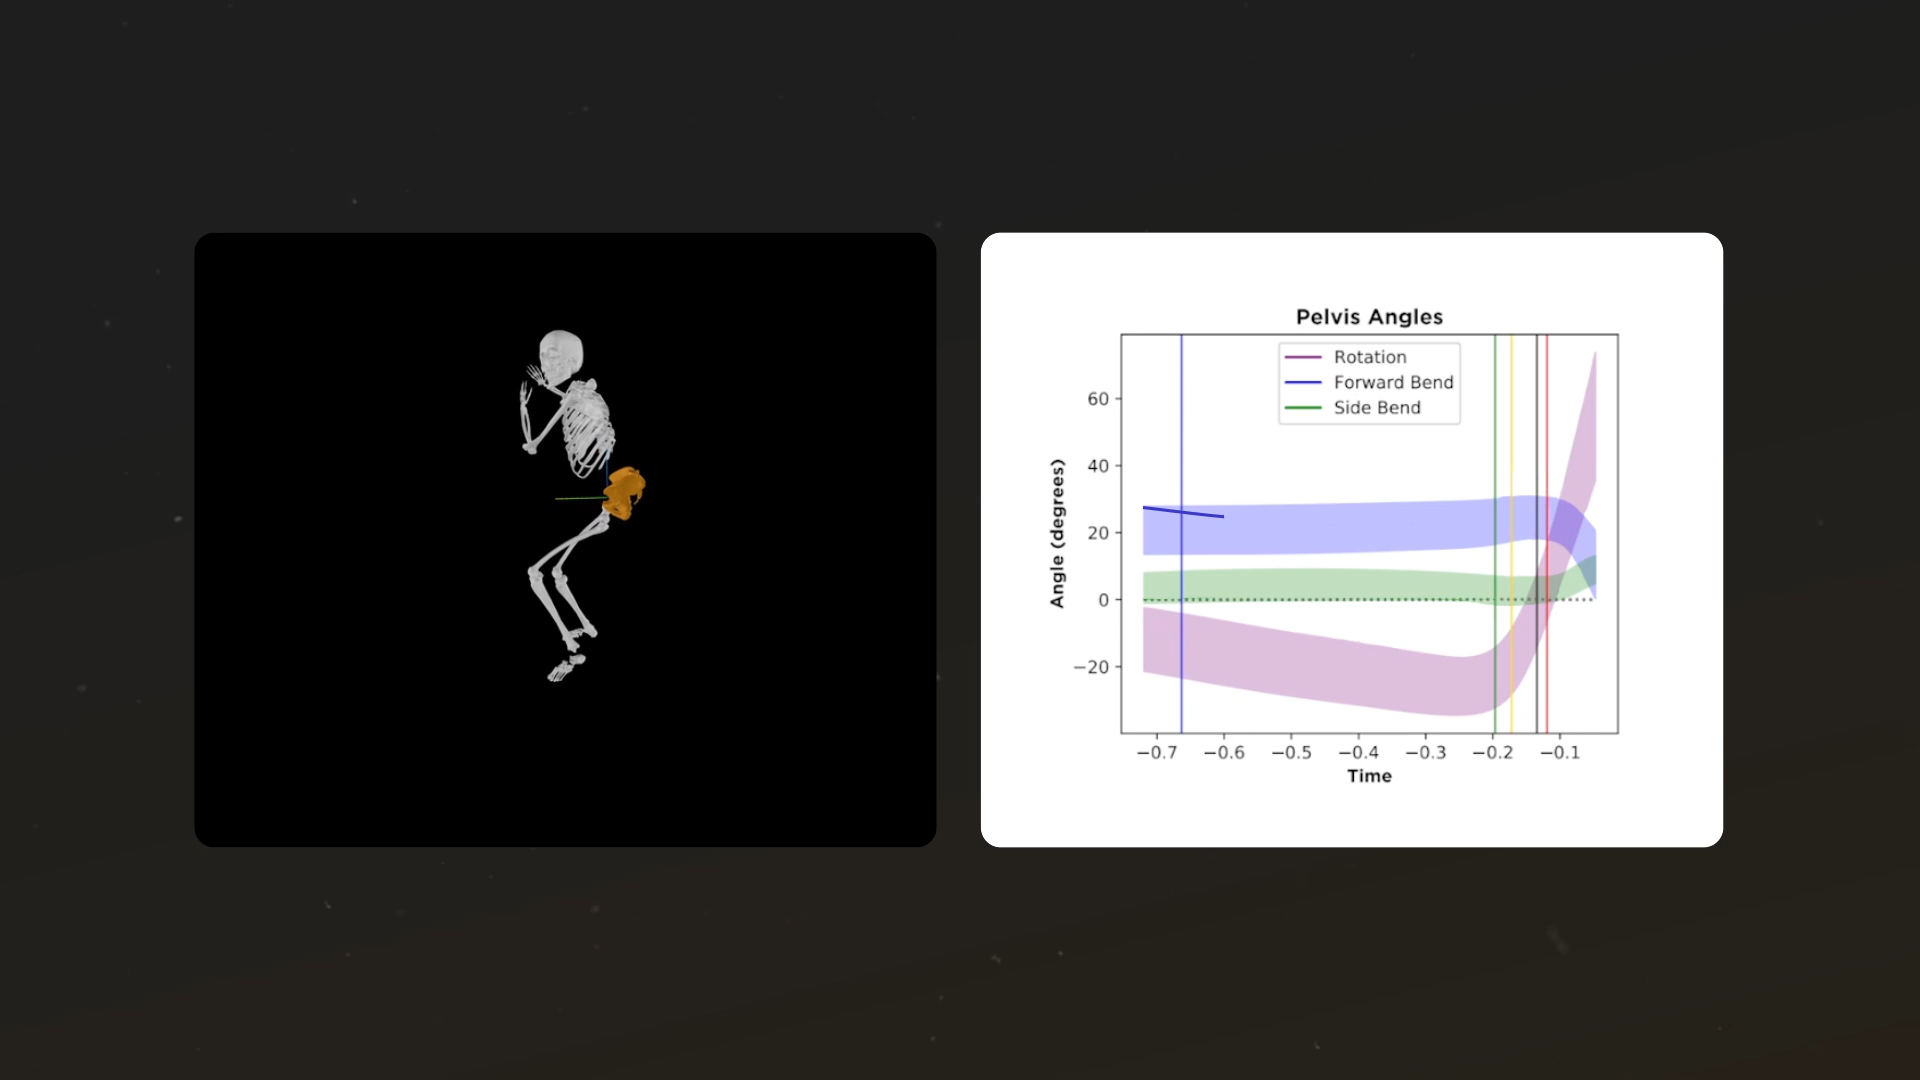 Pelvis Angles
Rotation
Forward Bend
Side Bend
Angle (degrees)
60
40
20
0
−20
−0.7 −0.6 −0.5 −0.4 −0.3 −0.2 −0.1
Time